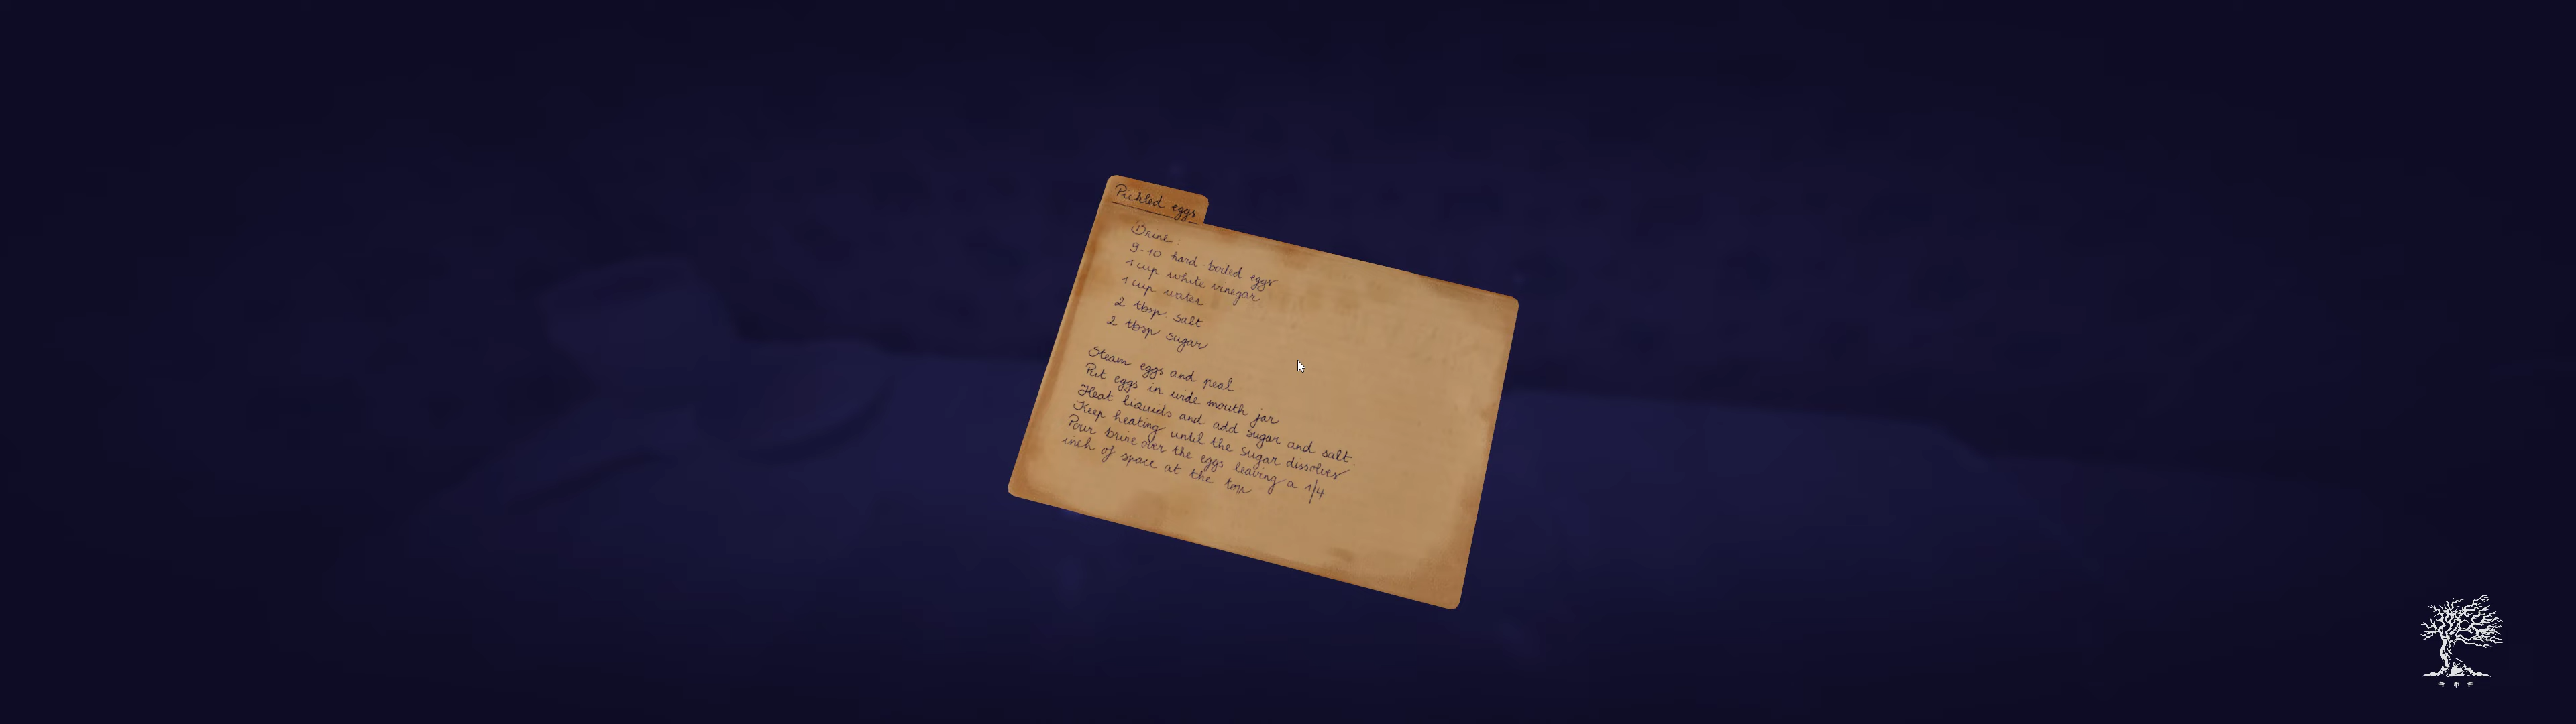 Pickled eggs
Brine:
9-10 hard-boiled eggs
1 cup white vinegar
1 cup water
2 tbsp salt
2 tbsp sugar
Steam eggs and peal
Put eggs in wide mouth jar
Heat liquids and add sugar and salt.
Keep heating until the sugar dissolves
Pour brine over the eggs leaving a 1/4
inch of space at the top